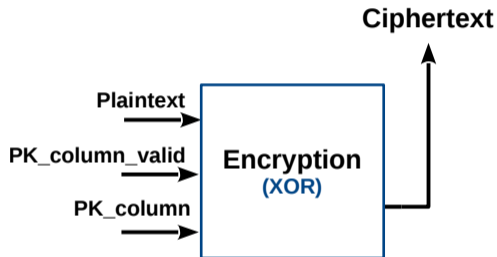 Ciphertext
Plaintext
PK_column_valid
Encryption
(XOR)
PK_column